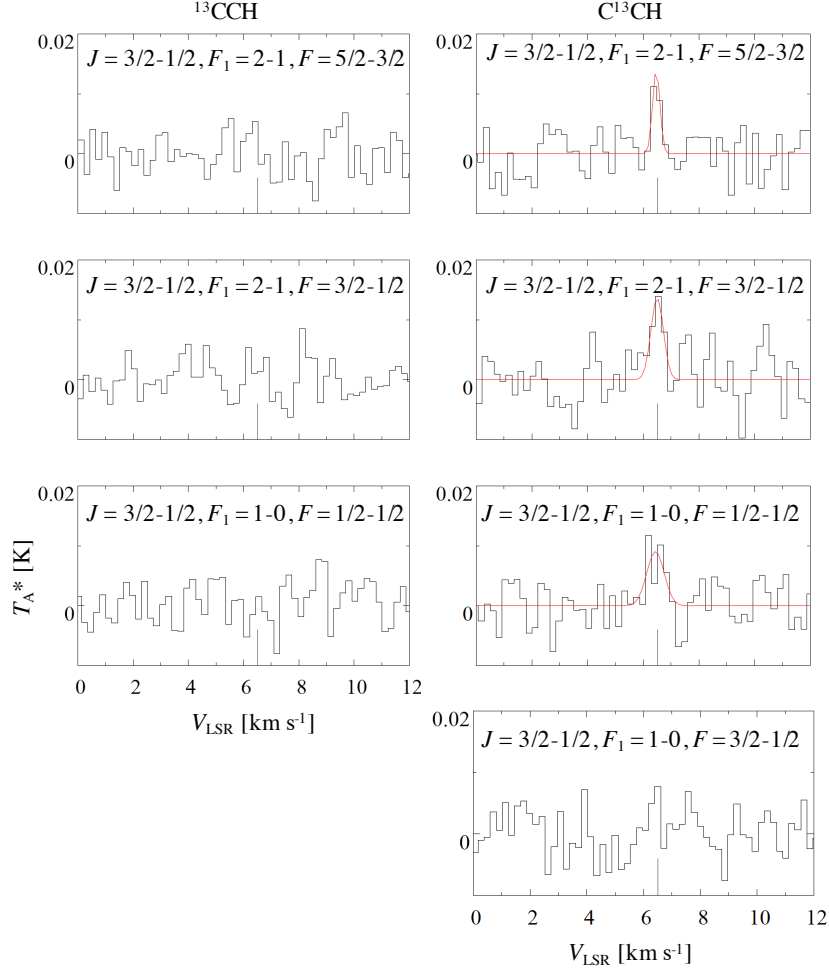 ¹³CCH
C¹³CH
0.02
J = 3/2-1/2, F₁ = 2-1, F = 5/2-3/2
0
J = 3/2-1/2, F₁ = 2-1, F = 5/2-3/2
0.02
0
J = 3/2-1/2, F₁ = 2-1, F = 3/2-1/2
0.02
0
J = 3/2-1/2, F₁ = 2-1, F = 3/2-1/2
0.02
0
J = 3/2-1/2, F₁ = 1-0, F = 1/2-1/2
T_A* [K]
0.02
0
0 2 4 6 8 10 12
V_LSR [km s⁻¹]
0.02
0
J = 3/2-1/2, F₁ = 1-0, F = 1/2-1/2
0.02
0
J = 3/2-1/2, F₁ = 1-0, F = 3/2-1/2
0 2 4 6 8 10 12
V_LSR [km s⁻¹]